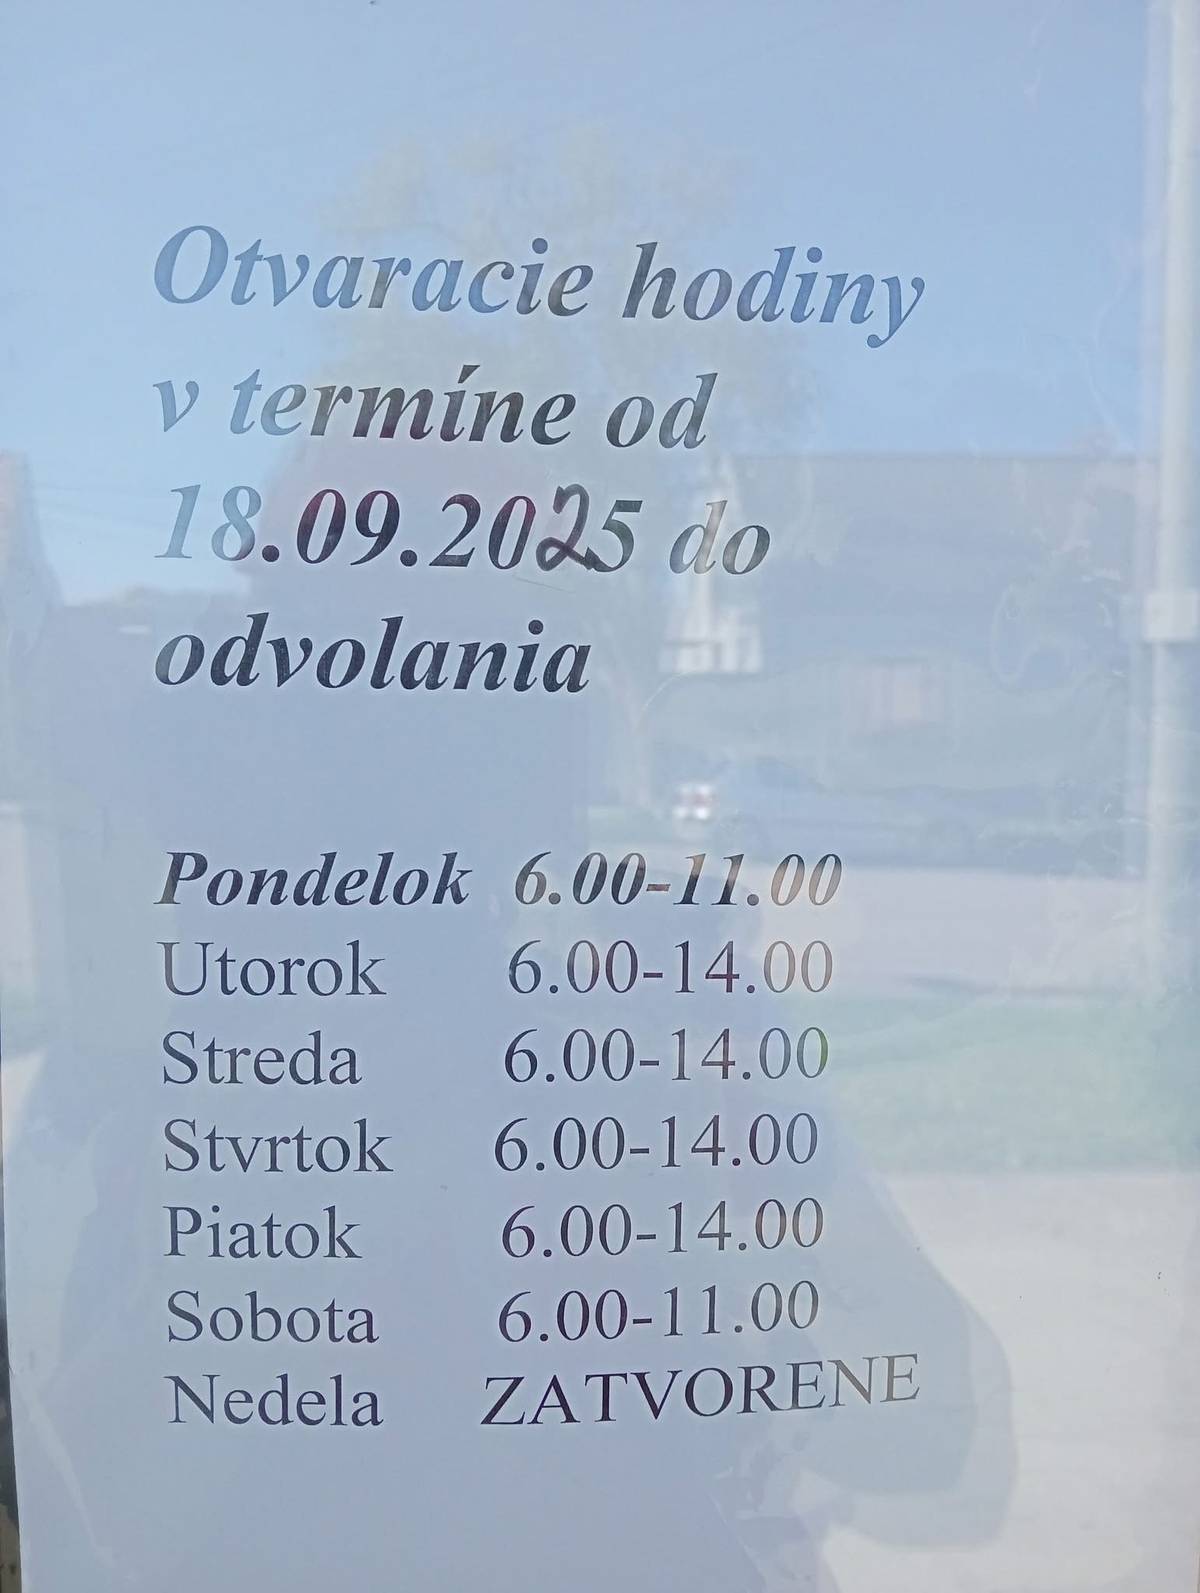 Otvaracie hodiny
v termíne od
18.09.2025 do
odvolania
Pondelok 6.00-11.00
Utorok 6.00-14.00
Streda 6.00-14.00
Stvrtok 6.00-14.00
Piatok 6.00-14.00
Sobota 6.00-11.00
Nedela ZATVORENE